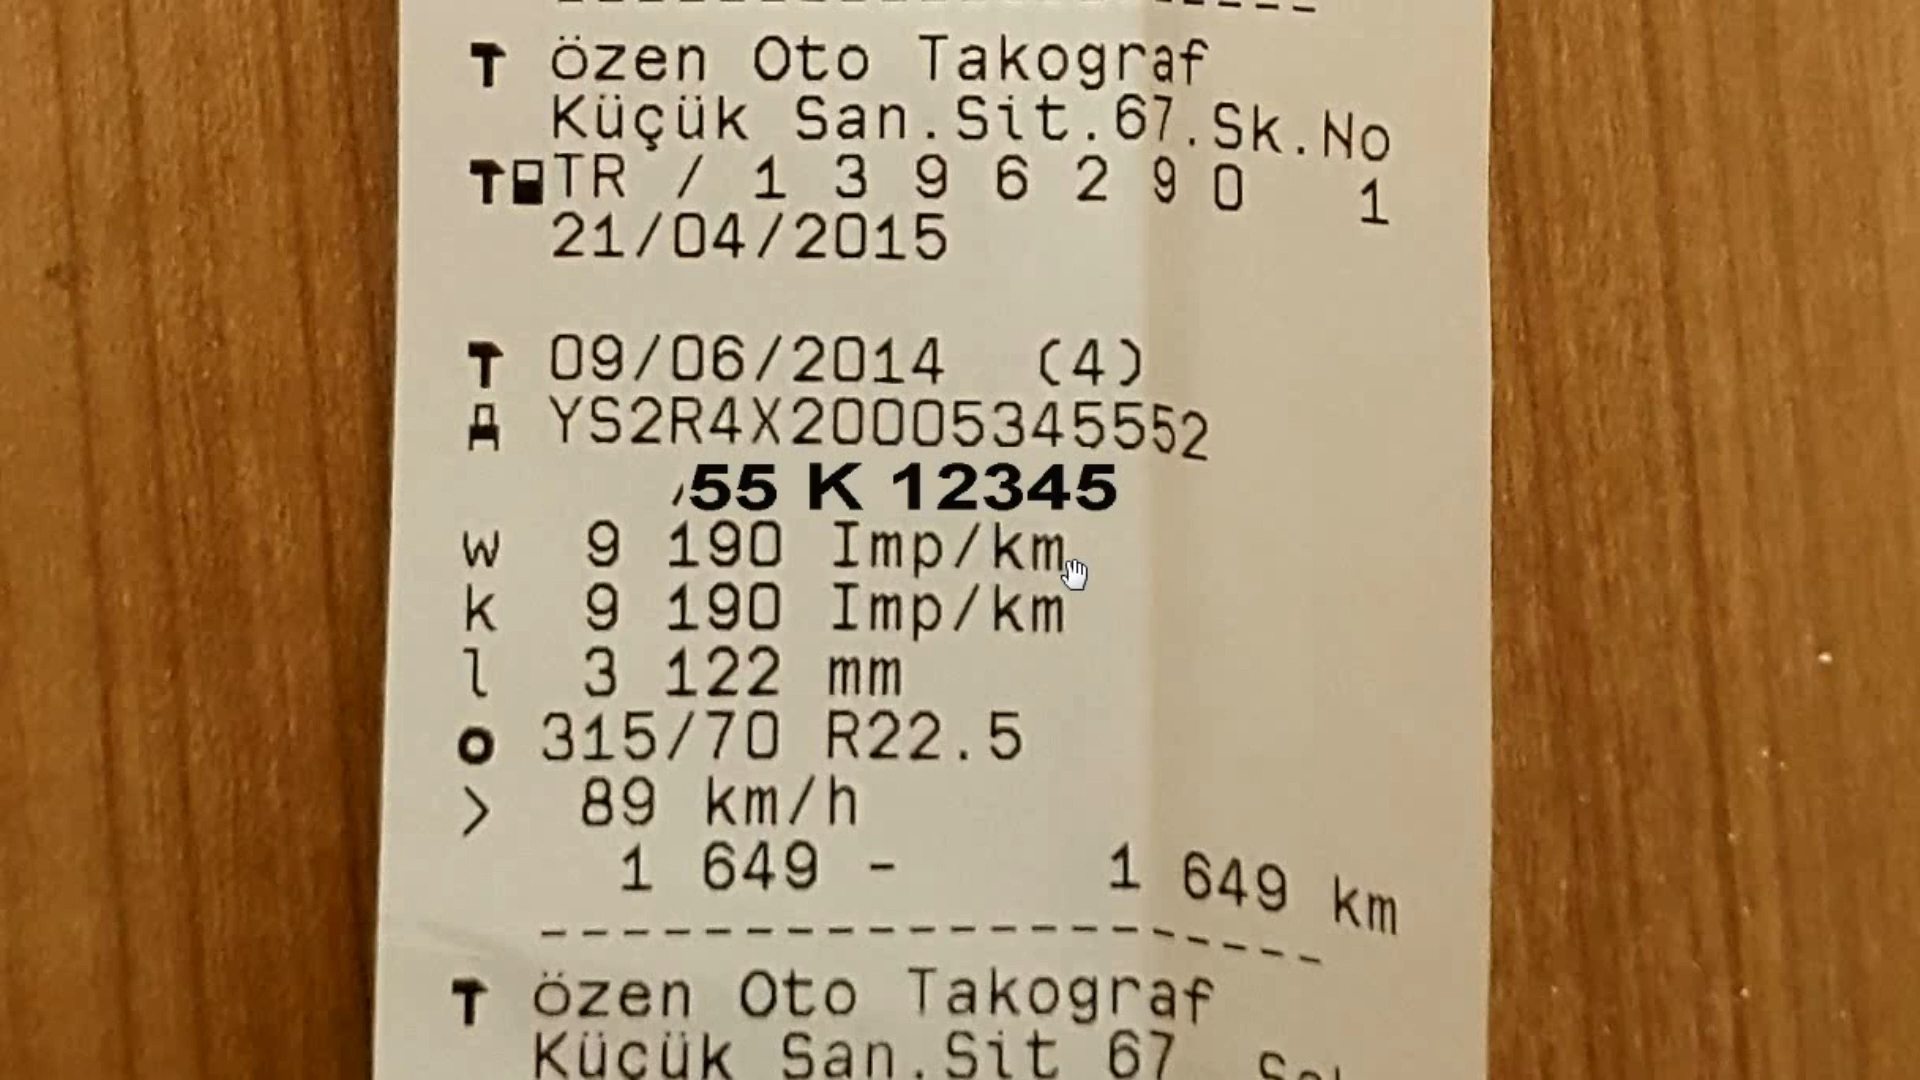 özen Oto Takograf
Küçük San.Sit.67.Sk.No
TR / 1 3 9 6 2 9 0 1
21/04/2015
09/06/2014 (4)
YS2R4X20005345552
55 K 12345
w 9 190 Imp/km
k 9 190 Imp/km
l 3 122 mm
315/70 R22.5
> 89 km/h
1 649 - 1 649 km
özen Oto Takograf
Küçük San.Sit 67